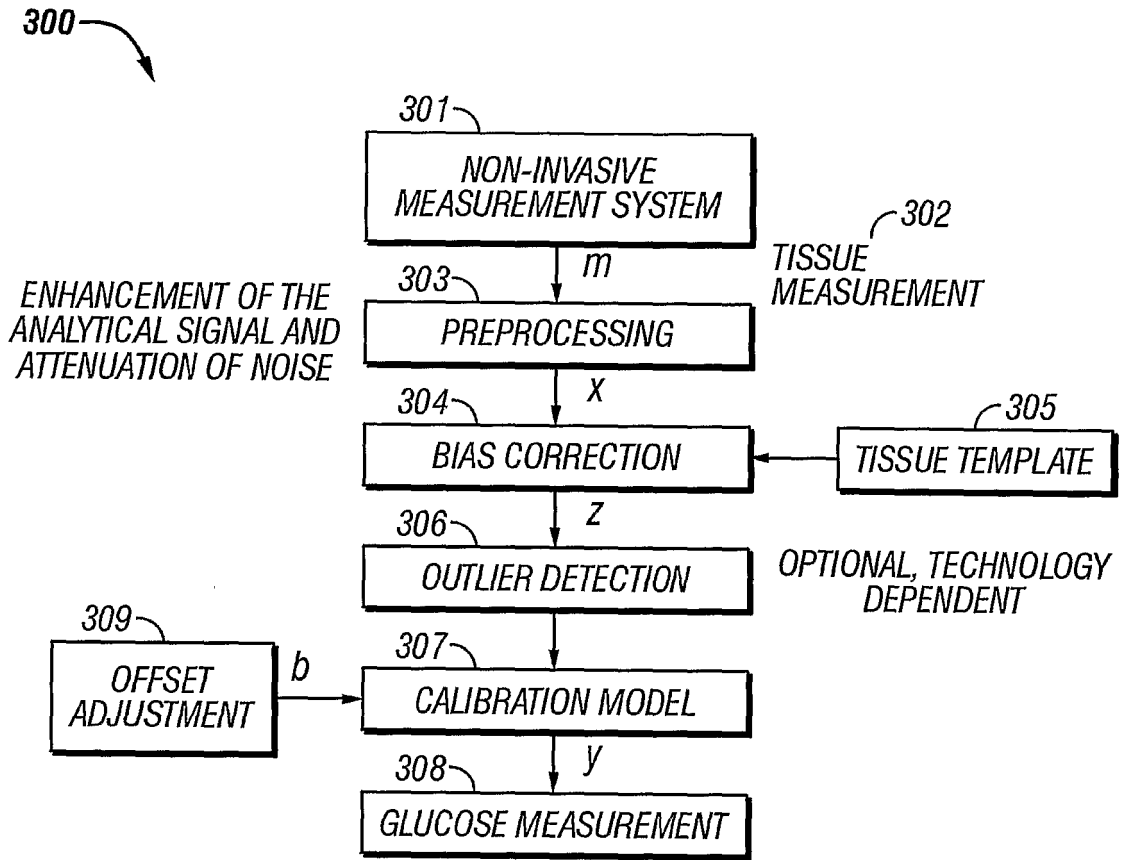 300
301
NON-INVASIVE
MEASUREMENT SYSTEM
302
TISSUE
MEASUREMENT
m
ENHANCEMENT OF THE
ANALYTICAL SIGNAL AND
ATTENUATION OF NOISE
303
PREPROCESSING
x
304
BIAS CORRECTION
305
TISSUE TEMPLATE
z
306
OUTLIER DETECTION
OPTIONAL, TECHNOLOGY
DEPENDENT
309
OFFSET
ADJUSTMENT
b
307
CALIBRATION MODEL
y
308
GLUCOSE MEASUREMENT